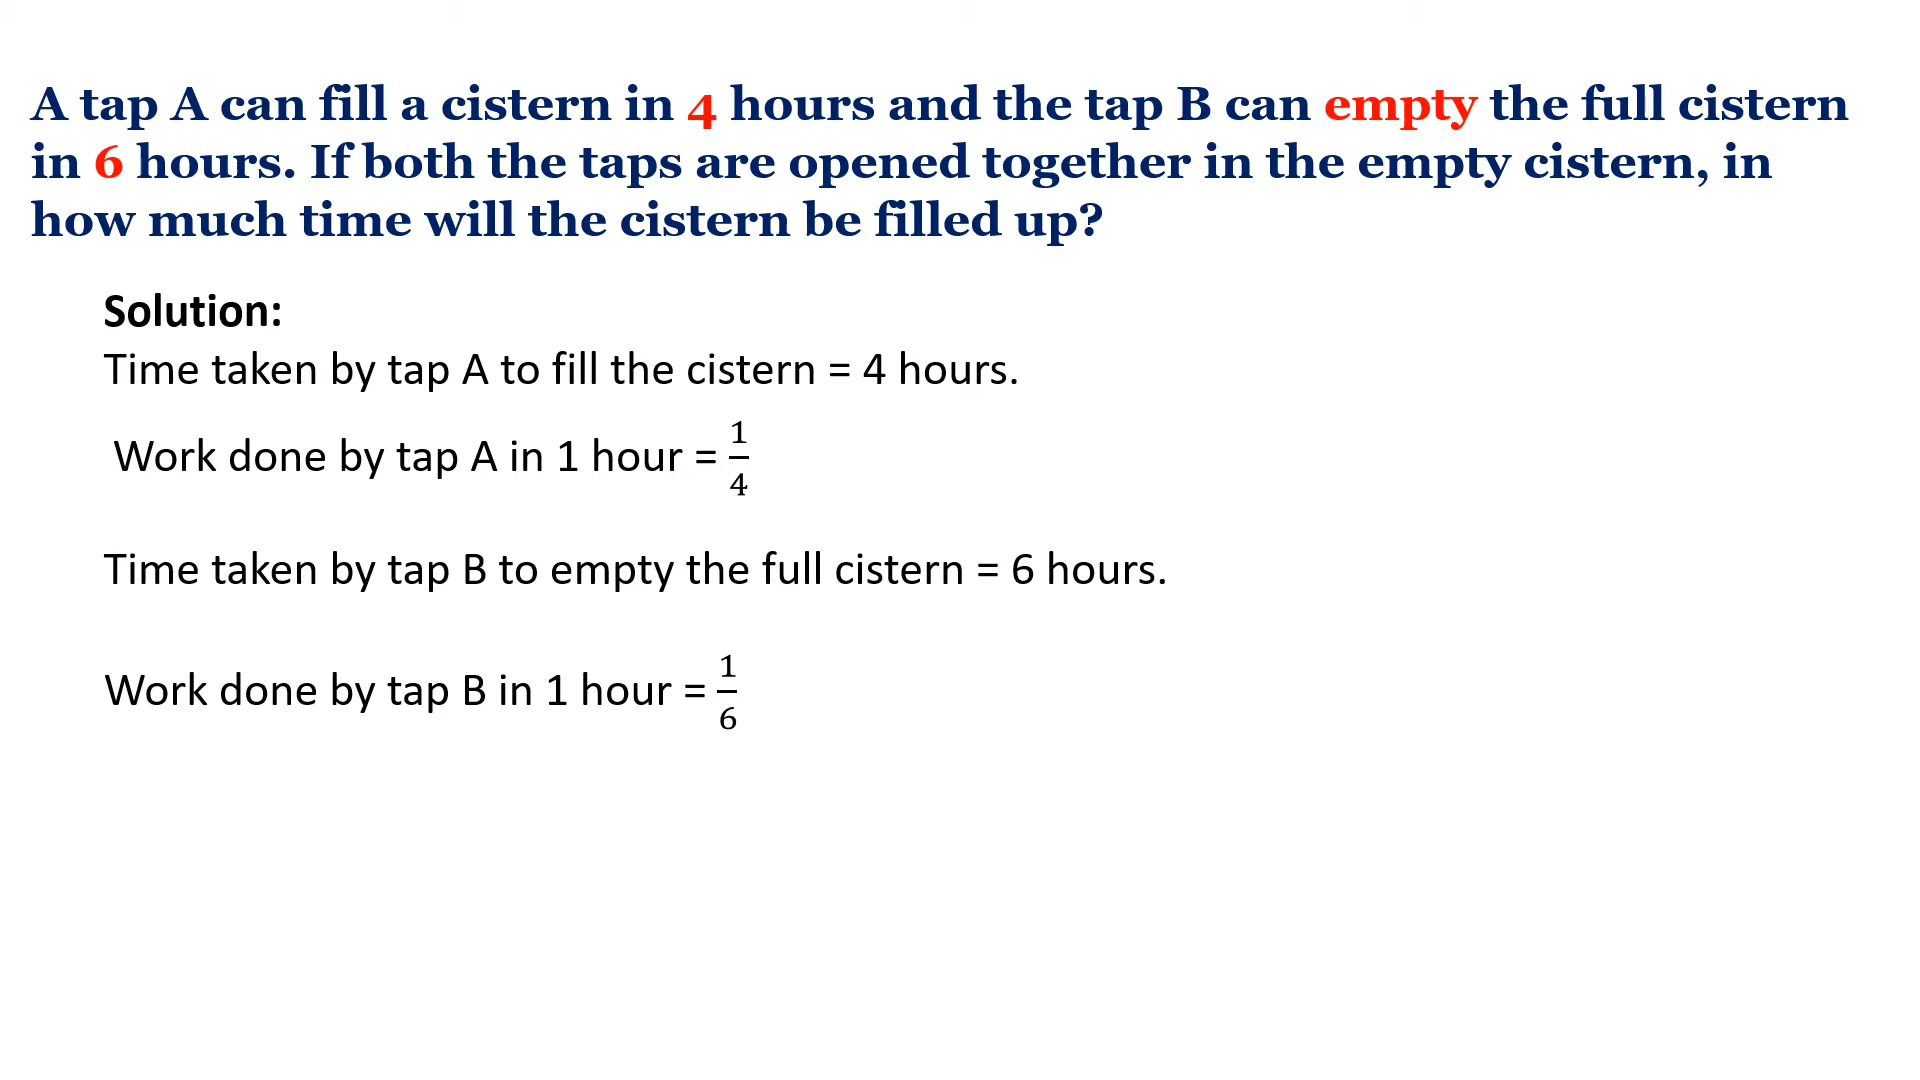 A tap A can fill a cistern in 4 hours and the tap B can empty the full cistern
in 6 hours. If both the taps are opened together in the empty cistern, in
how much time will the cistern be filled up?
Solution:
Time taken by tap A to fill the cistern = 4 hours.
Work done by tap A in 1 hour = 1/4
Time taken by tap B to empty the full cistern = 6 hours.
Work done by tap B in 1 hour = 1/6